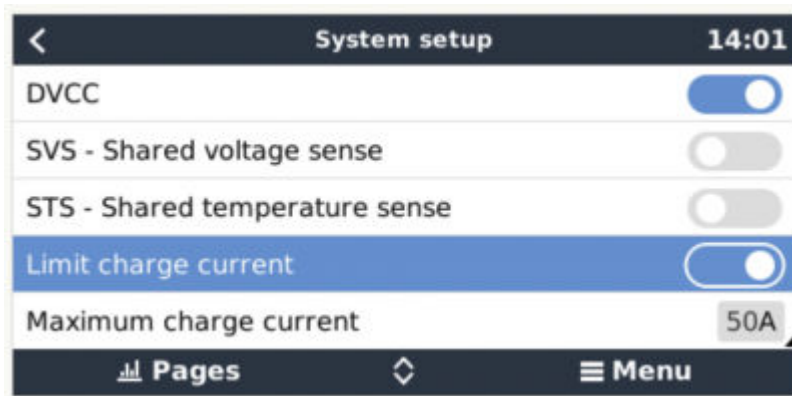 System setup 14:01
DVCC
SVS - Shared voltage sense
STS - Shared temperature sense
Limit charge current
Maximum charge current 50A
Pages Menu